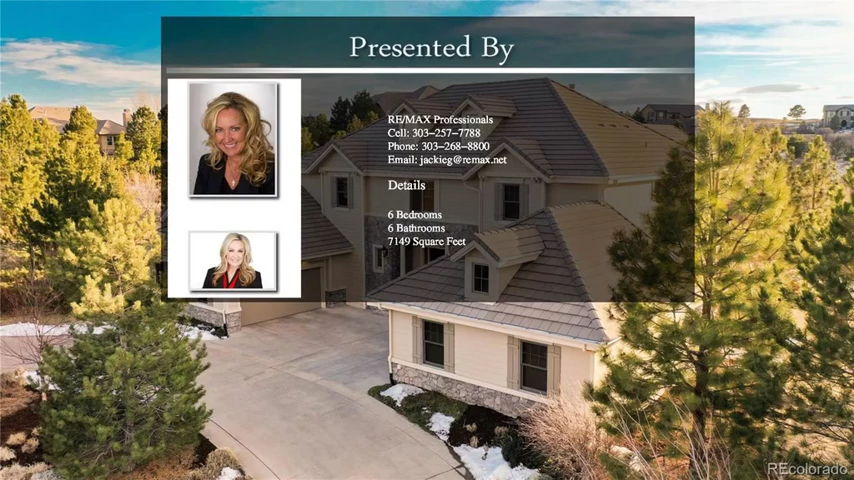 Presented By
RE/MAX Professionals
Cell: 303-257-7788
Phone: 303-268-8800
Email: jackieg@remax.net
Details
6 Bedrooms
6 Bathrooms
7149 Square Feet
REcolorado